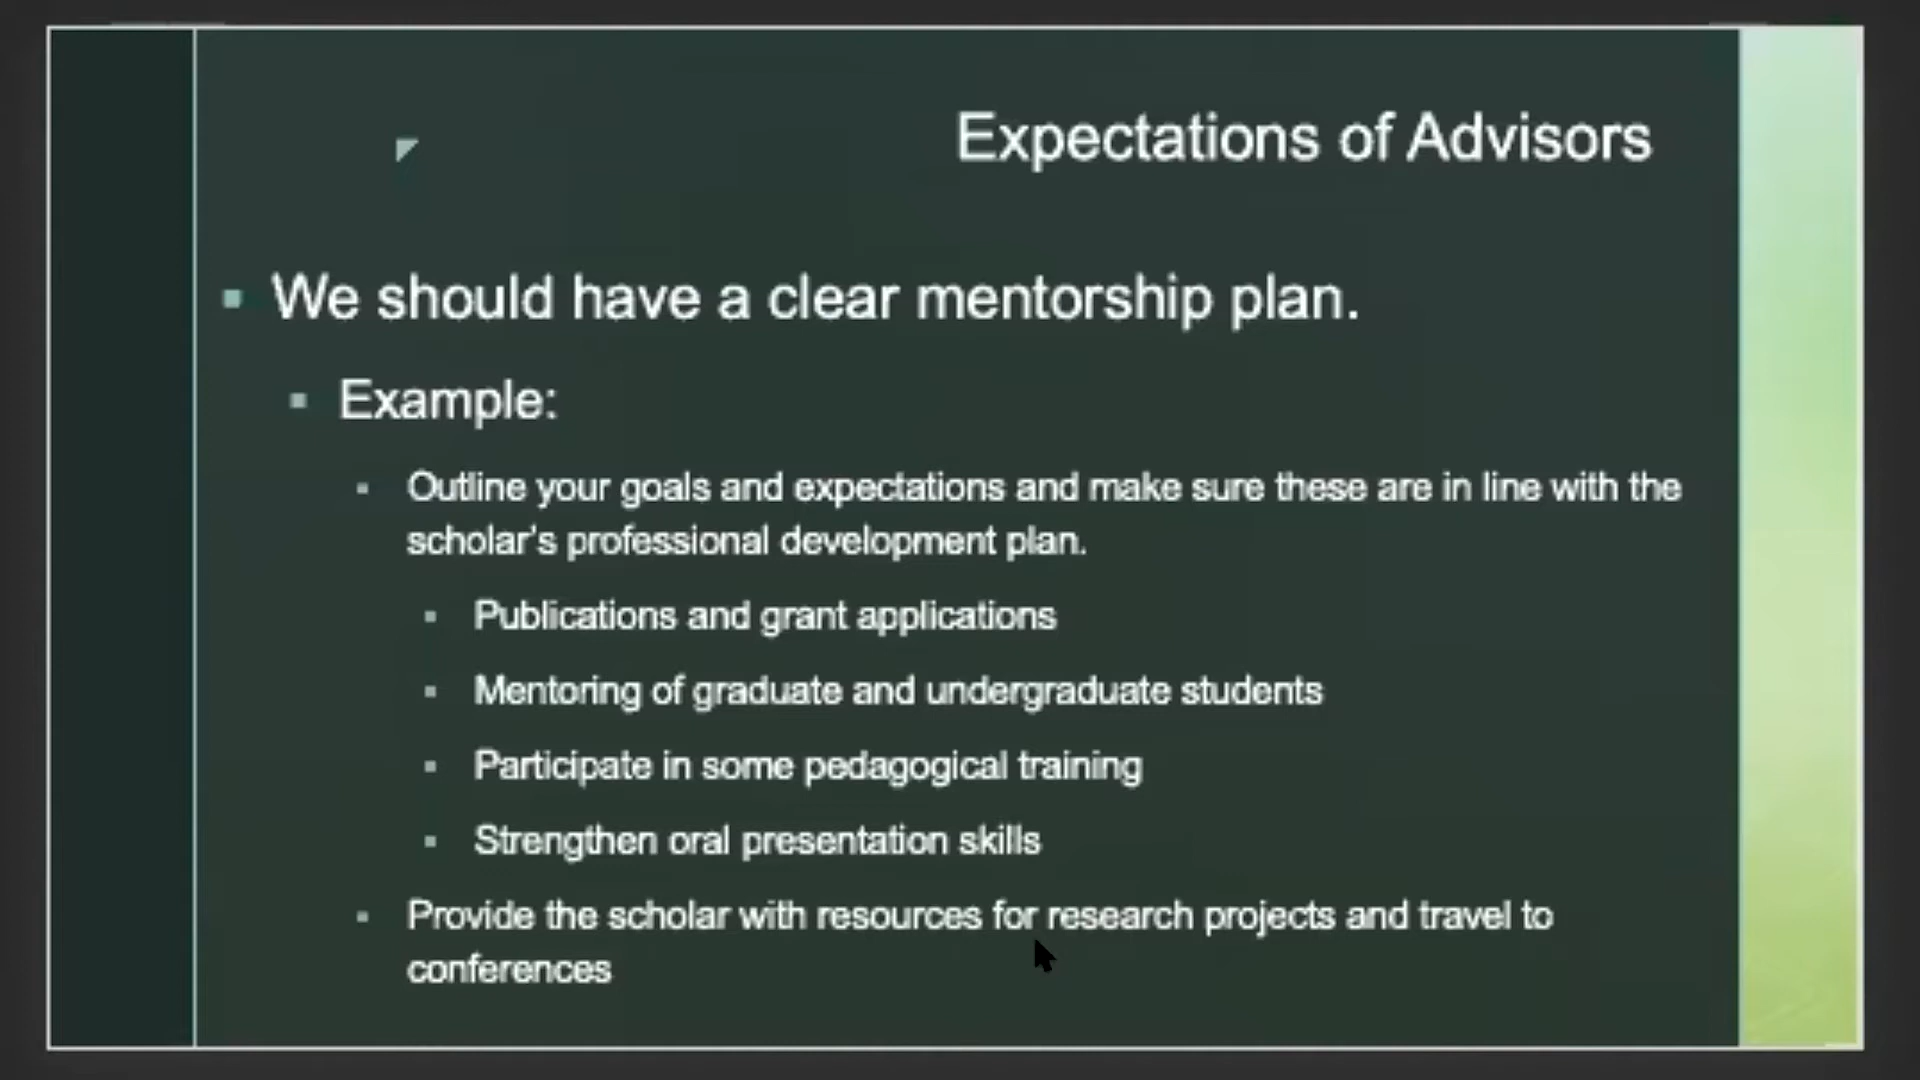 Expectations of Advisors
We should have a clear mentorship plan.
Example:
Outline your goals and expectations and make sure these are in line with the
scholar's professional development plan.
Publications and grant applications
Mentoring of graduate and undergraduate students
Participate in some pedagogical training
Strengthen oral presentation skills
Provide the scholar with resources for research projects and travel to
conferences